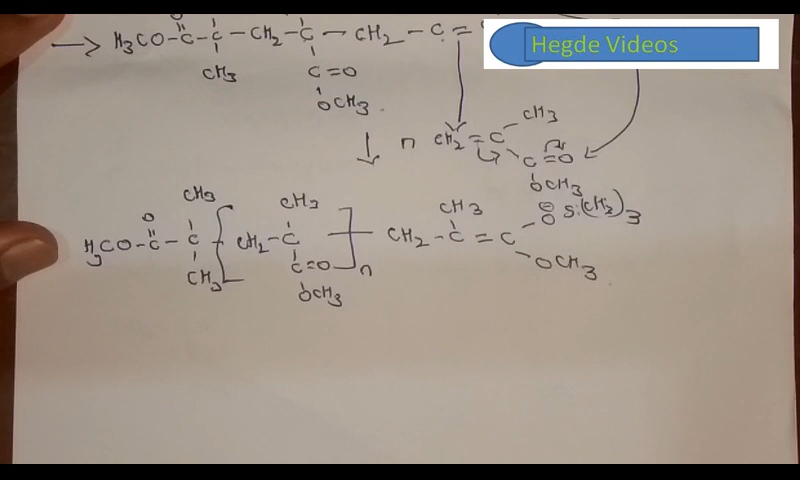 Hegde Videos
H3CO-C-C-CH2-C-CH2-C=
CH3 C=O
OCH3
n CH2=C CH3
C=O
OCH3
CH3 CH3 CH3 O Si(CH2)3
H3CO-C-C CH2-C CH2-C=C
O
CH3 C=O n OCH3
OCH3